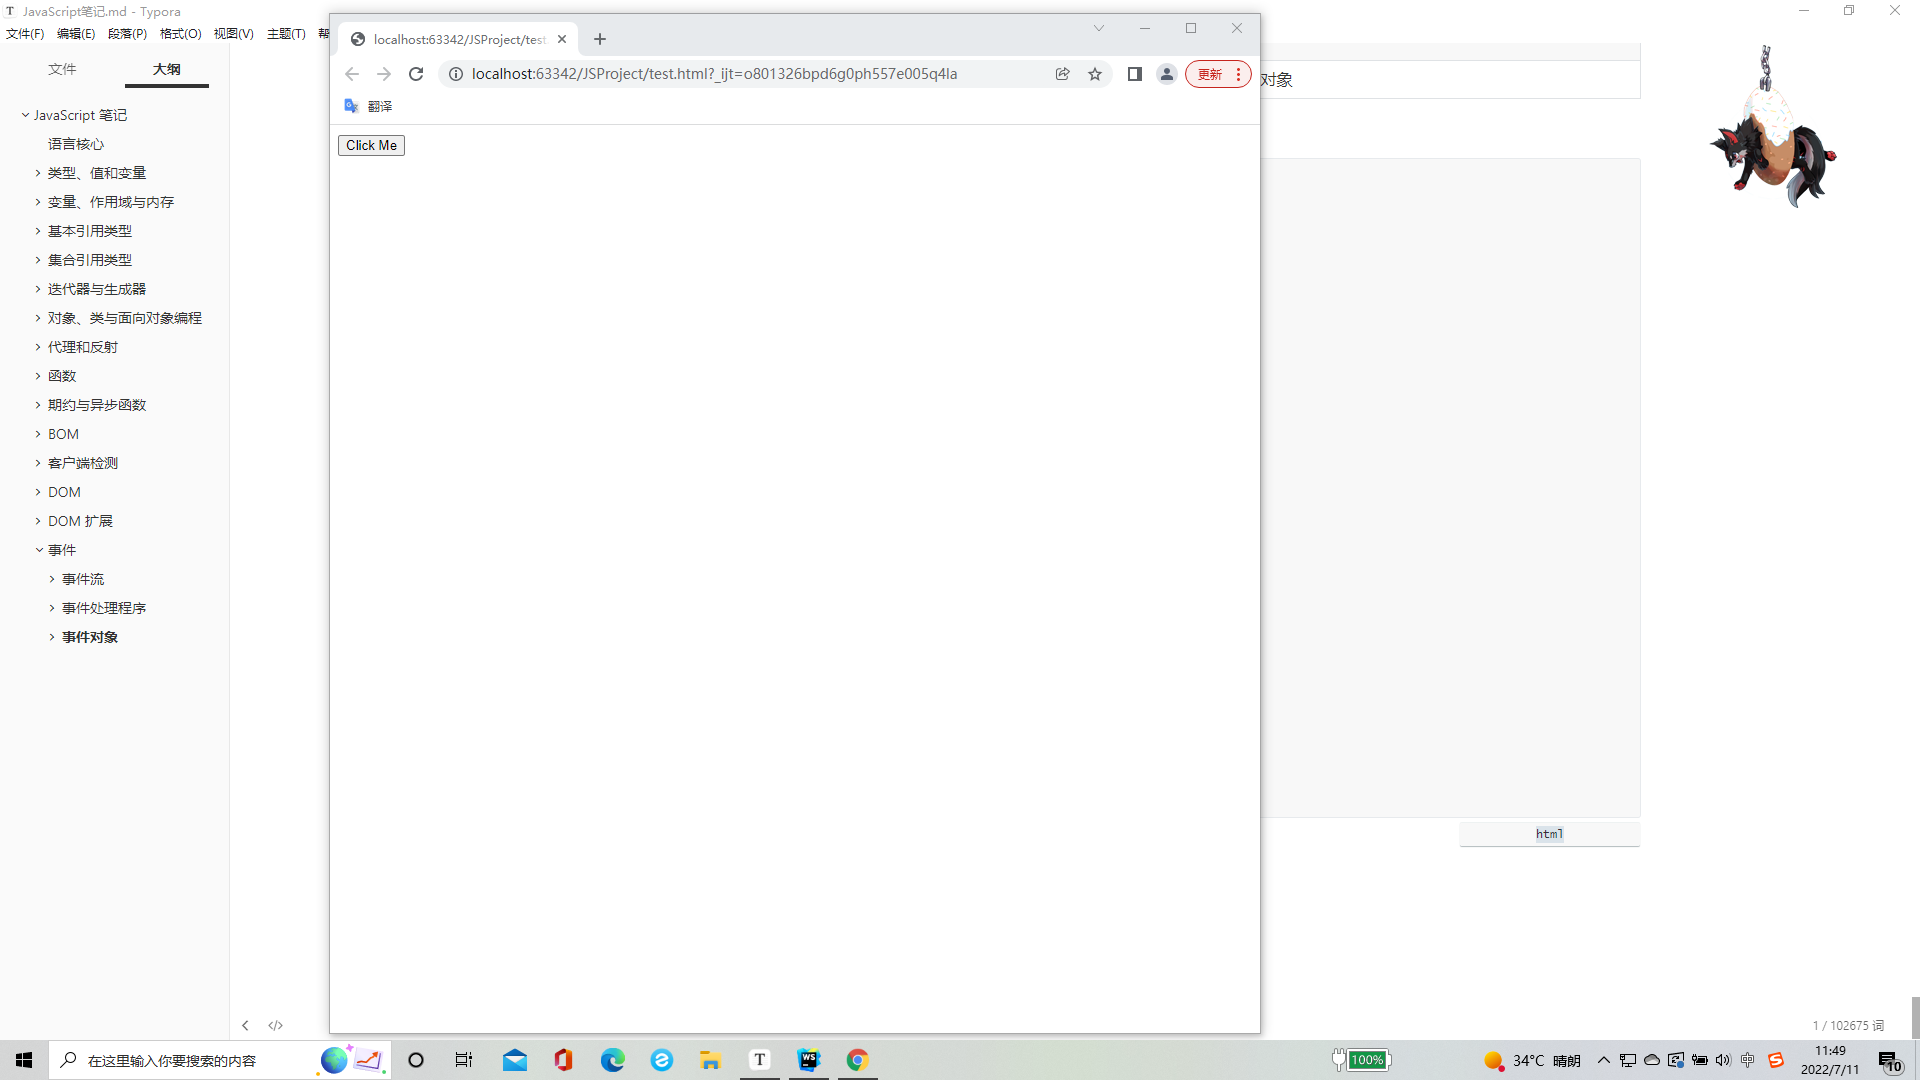 JavaScript笔记.md - Typora
文件(F) 编辑(E) 段落(P) 格式(O) 视图(V) 主题(T) 帮
文件 大纲
JavaScript 笔记
语言核心
类型、值和变量
变量、作用域与内存
基本引用类型
集合引用类型
迭代器与生成器
对象、类与面向对象编程
代理和反射
函数
期约与异步函数
BOM
客户端检测
DOM
DOM 扩展
事件
事件流
事件处理程序
事件对象
localhost:63342/JSProject/test
localhost:63342/JSProject/test.html?_ijt=o801326bpd6g0ph557e005q4la
更新
翻译
Click Me
对象
html
1 / 102675 词
在这里输入你要搜索的内容
T
WS
100%
34°C 晴朗
中
11:49
2022/7/11
10